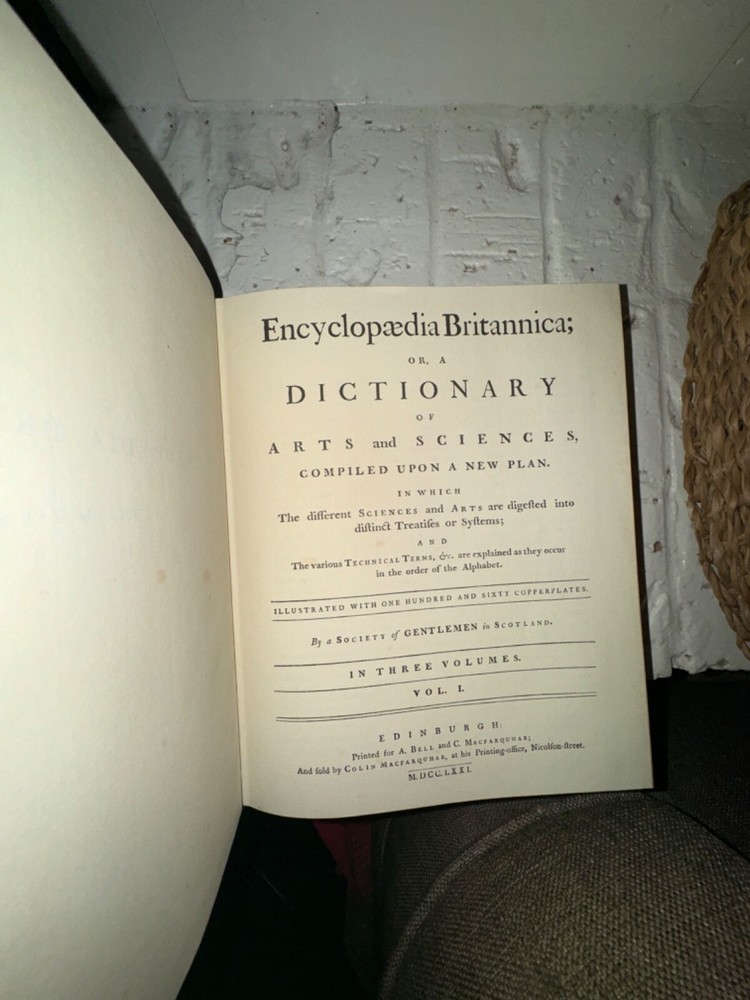 Encyclopædia Britannica;
OR, A
DICTIONARY
OF
ARTS and SCIENCES,
COMPILED UPON A NEW PLAN.
IN WHICH
The different SCIENCES and ARTS are digeſted into
diſtinct Treatiſes or Syſtems;
AND
The various TECHNICAL TERMS, &c. are explained as they occur
in the order of the Alphabet.
ILLUSTRATED WITH ONE HUNDRED AND SIXTY COPPERPLATES.
By a SOCIETY of GENTLEMEN in SCOTLAND.
IN THREE VOLUMES.
VOL. I.
EDINBURGH:
Printed for A. BELL and C. MACFARQUHAR;
And ſold by COLIN MACFARQUHAR, at his Printing-office, Nicolſon-ſtreet.
M.DCC.LXXI.